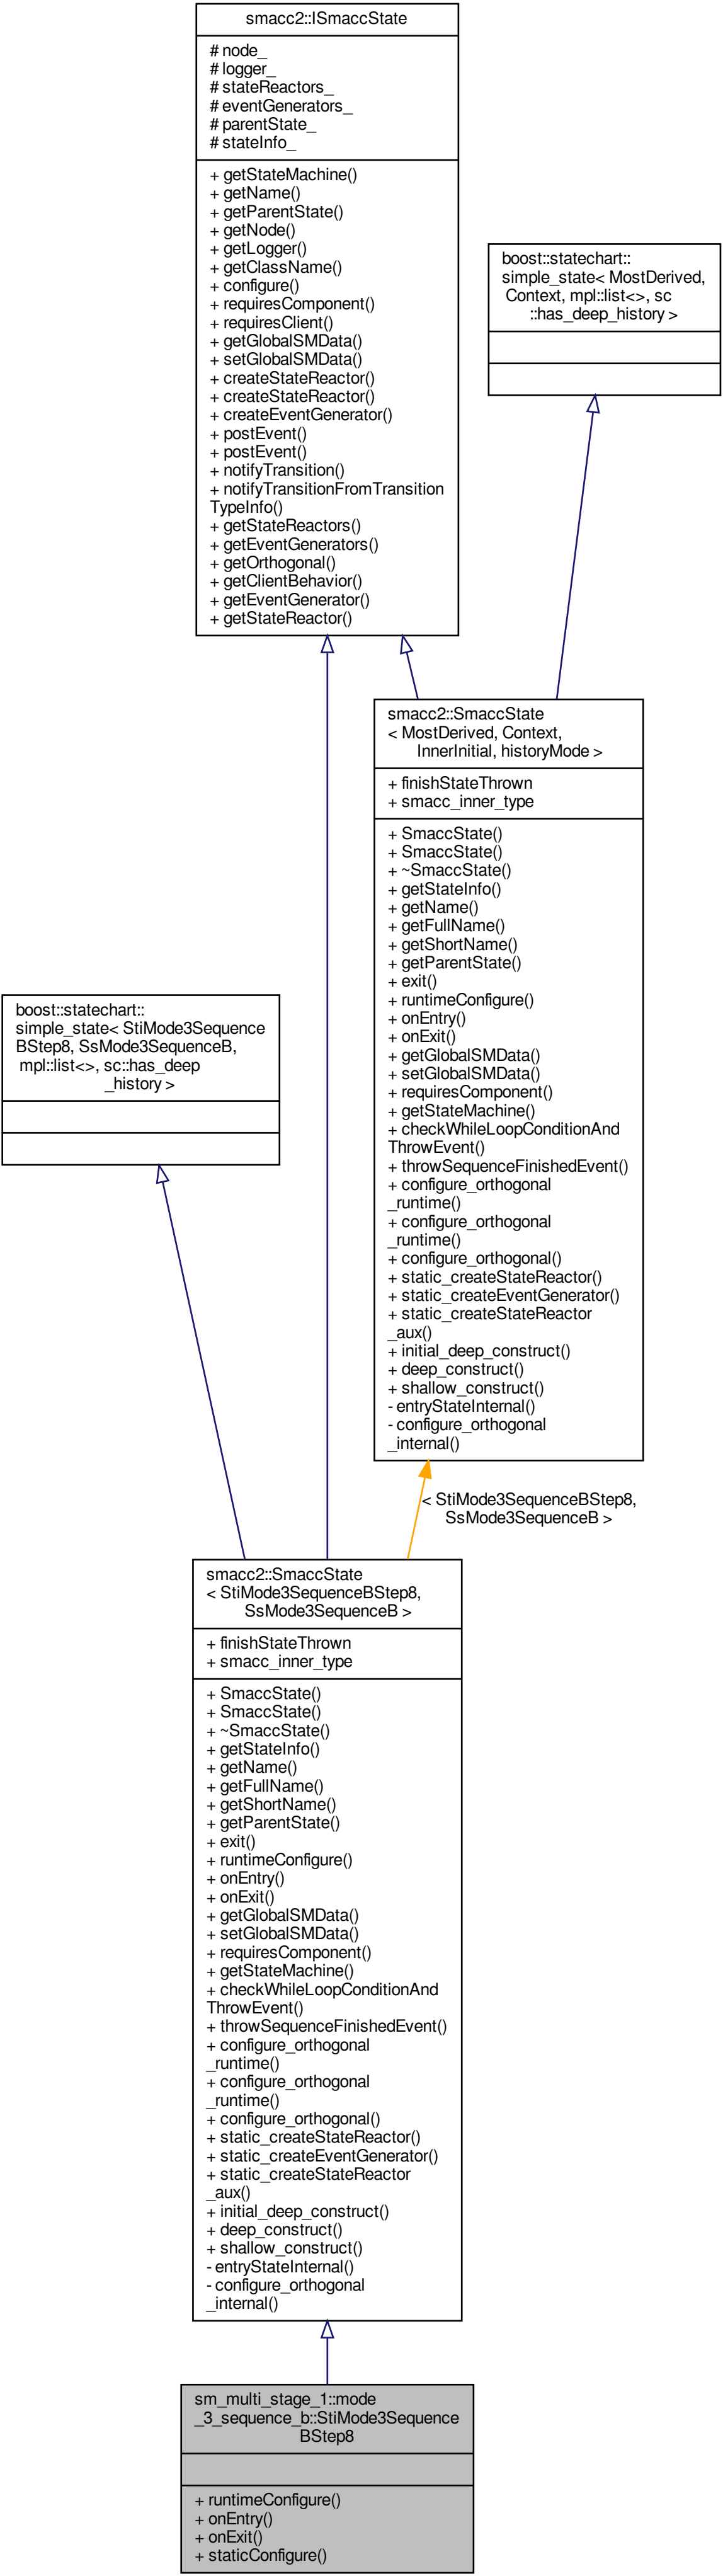 smacc2::ISmaccState
# node_
# logger_
# stateReactors_
# eventGenerators_
# parentState_
# stateInfo_
+ getStateMachine()
+ getName()
+ getParentState()
+ getNode()
+ getLogger()
+ getClassName()
+ configure()
+ requiresComponent()
+ requiresClient()
+ getGlobalSMData()
+ setGlobalSMData()
+ createStateReactor()
+ createStateReactor()
+ createEventGenerator()
+ postEvent()
+ postEvent()
+ notifyTransition()
+ notifyTransitionFromTransition
TypeInfo()
+ getStateReactors()
+ getEventGenerators()
+ getOrthogonal()
+ getClientBehavior()
+ getEventGenerator()
+ getStateReactor()
boost::statechart::
simple_state< MostDerived,
Context, mpl::list<>, sc
::has_deep_history >
smacc2::SmaccState
< MostDerived, Context,
InnerInitial, historyMode >
+ finishStateThrown
+ smacc_inner_type
+ SmaccState()
+ SmaccState()
+ ~SmaccState()
+ getStateInfo()
+ getName()
+ getFullName()
+ getShortName()
+ getParentState()
+ exit()
+ runtimeConfigure()
+ onEntry()
+ onExit()
+ getGlobalSMData()
+ setGlobalSMData()
+ requiresComponent()
+ getStateMachine()
+ checkWhileLoopConditionAnd
ThrowEvent()
+ throwSequenceFinishedEvent()
+ configure_orthogonal
_runtime()
+ configure_orthogonal
_runtime()
+ configure_orthogonal()
+ static_createStateReactor()
+ static_createEventGenerator()
+ static_createStateReactor
_aux()
+ initial_deep_construct()
+ deep_construct()
+ shallow_construct()
- entryStateInternal()
- configure_orthogonal
_internal()
boost::statechart::
simple_state< StiMode3Sequence
BStep8, SsMode3SequenceB,
mpl::list<>, sc::has_deep
_history >
< StiMode3SequenceBStep8,
SsMode3SequenceB >
smacc2::SmaccState
< StiMode3SequenceBStep8,
SsMode3SequenceB >
+ finishStateThrown
+ smacc_inner_type
+ SmaccState()
+ SmaccState()
+ ~SmaccState()
+ getStateInfo()
+ getName()
+ getFullName()
+ getShortName()
+ getParentState()
+ exit()
+ runtimeConfigure()
+ onEntry()
+ onExit()
+ getGlobalSMData()
+ setGlobalSMData()
+ requiresComponent()
+ getStateMachine()
+ checkWhileLoopConditionAnd
ThrowEvent()
+ throwSequenceFinishedEvent()
+ configure_orthogonal
_runtime()
+ configure_orthogonal
_runtime()
+ configure_orthogonal()
+ static_createStateReactor()
+ static_createEventGenerator()
+ static_createStateReactor
_aux()
+ initial_deep_construct()
+ deep_construct()
+ shallow_construct()
- entryStateInternal()
- configure_orthogonal
_internal()
sm_multi_stage_1::mode
_3_sequence_b::StiMode3Sequence
BStep8
+ runtimeConfigure()
+ onEntry()
+ onExit()
+ staticConfigure()